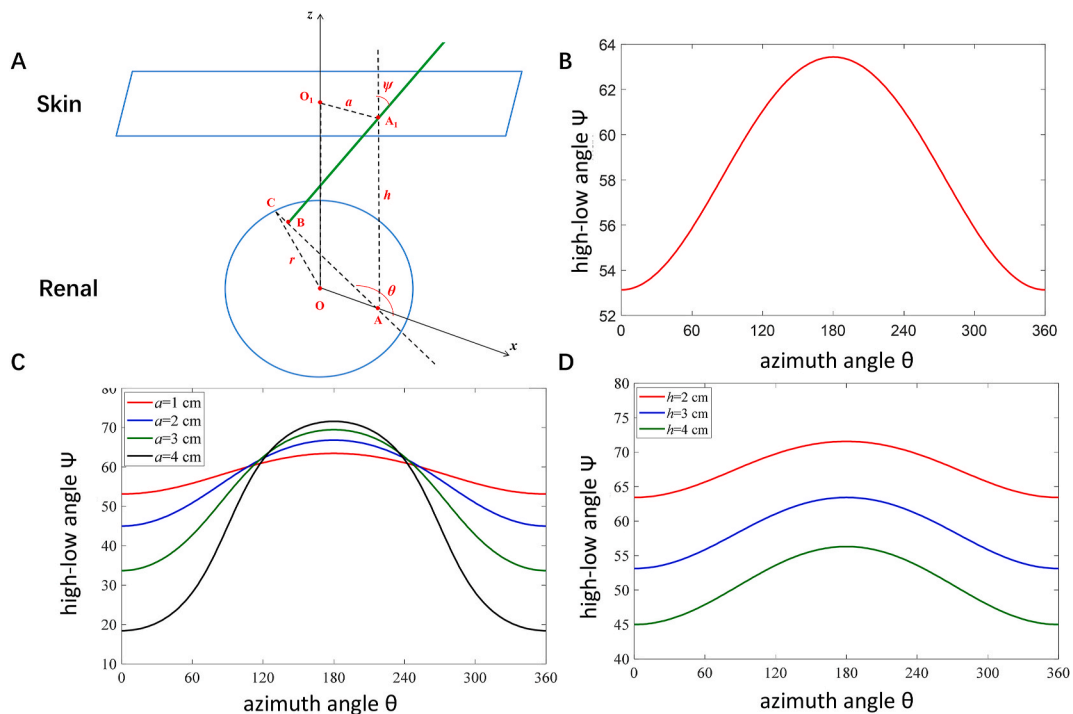 A
Skin
Renal
z
O₁
a
ψ
A₁
h
C
B
r
O
θ
A
x
B
high-low angle Ψ
64
62
60
58
56
54
52
0
60
120
180
240
300
360
azimuth angle θ
C
high-low angle Ψ
80
70
60
50
40
30
20
10
a=1 cm
a=2 cm
a=3 cm
a=4 cm
0
60
120
180
240
300
360
azimuth angle θ
D
high-low angle Ψ
80
75
70
65
60
55
50
45
40
h=2 cm
h=3 cm
h=4 cm
0
60
120
180
240
300
360
azimuth angle θ